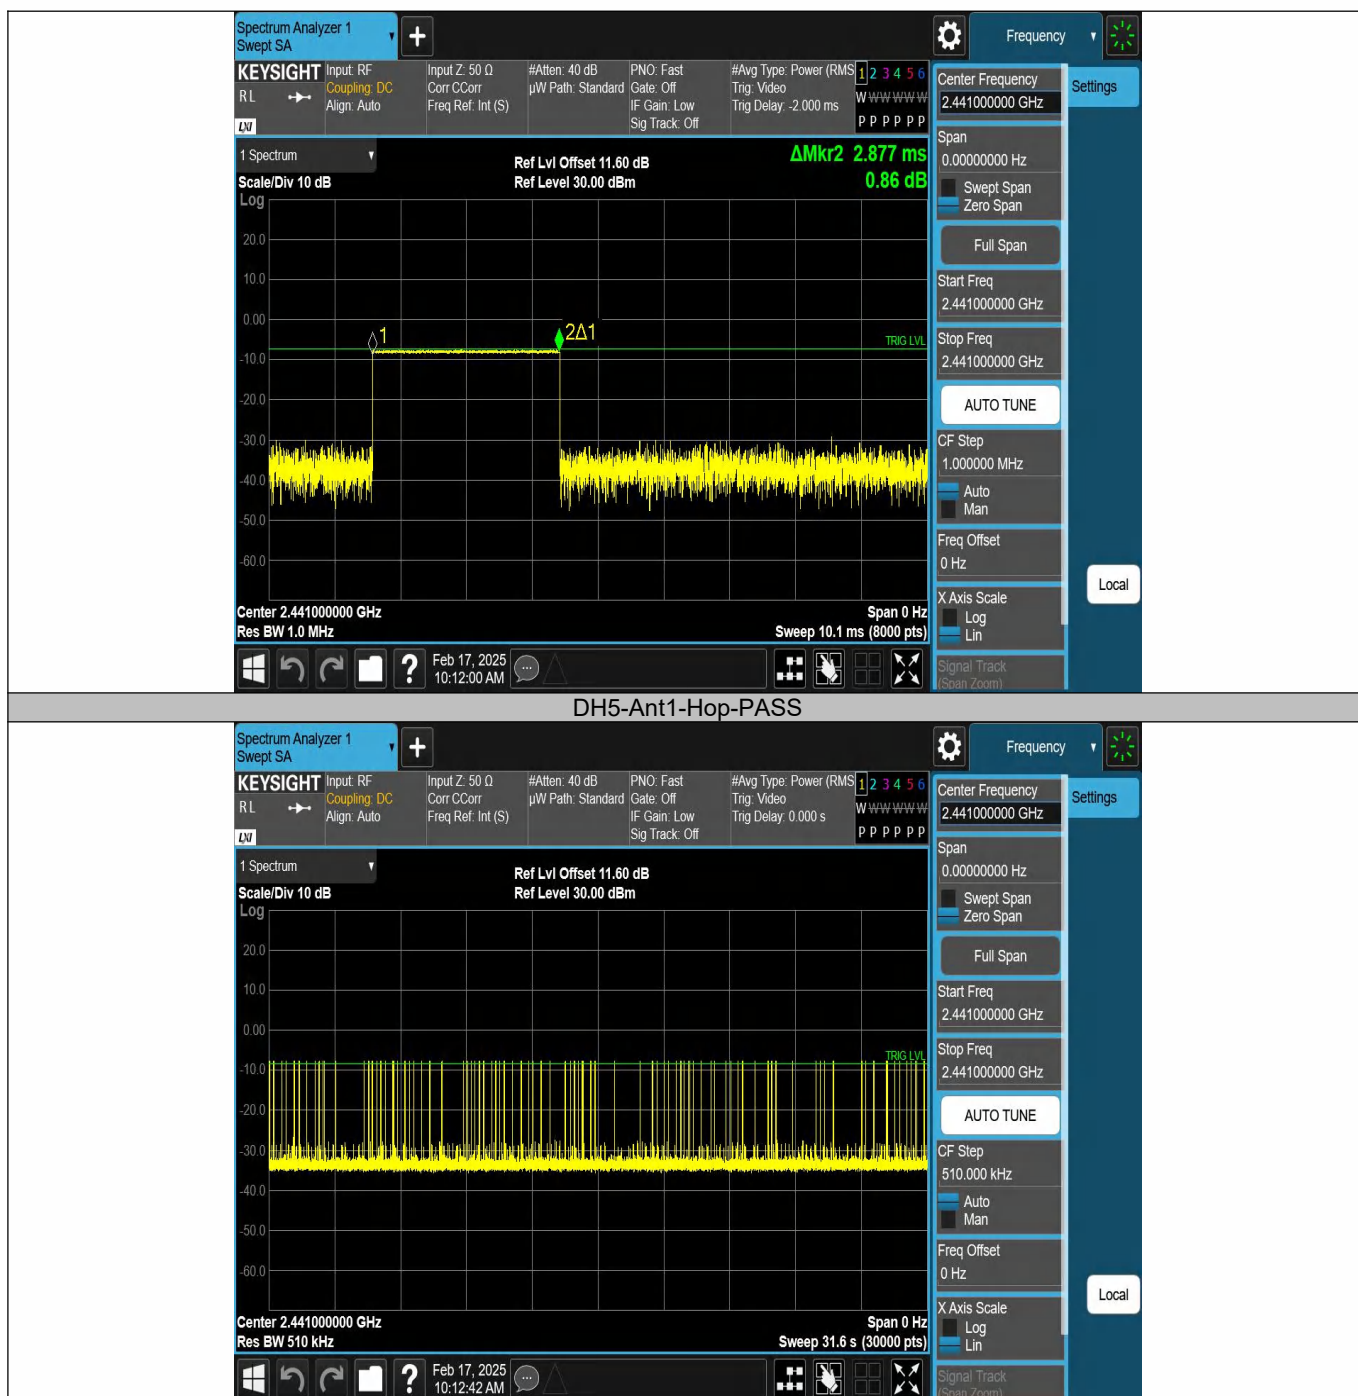 Spectrum Analyzer 1
Swept SA
Frequency
KEYSIGHT
Input: RF
Input Z: 50 Ω
#Atten: 40 dB
PNO: Fast
#Avg Type: Power (RMS
1 2 3 4 5 6
R L
Coupling: DC
Corr CCorr
µW Path: Standard
Gate: Off
Trig: Video
W W W W W W
Align: Auto
Freq Ref: Int (S)
IF Gain: Low
Trig Delay: -2.000 ms
Sig Track: Off
P P P P P P
LXI
1 Spectrum
Ref Lvl Offset 11.60 dB
ΔMkr2 2.877 ms
Scale/Div 10 dB
Ref Level 30.00 dBm
0.86 dB
Log
20.0
10.0
0.00
-10.0
-20.0
-30.0
-40.0
-50.0
-60.0
1
2Δ1
TRIG LVL
Center 2.441000000 GHz
Span 0 Hz
Res BW 1.0 MHz
Sweep 10.1 ms (8000 pts)
Feb 17, 2025
10:12:00 AM
Center Frequency
2.441000000 GHz
Settings
Span
0.00000000 Hz
Swept Span
Zero Span
Full Span
Start Freq
2.441000000 GHz
Stop Freq
2.441000000 GHz
AUTO TUNE
CF Step
1.000000 MHz
Auto
Man
Freq Offset
0 Hz
X Axis Scale
Log
Lin
Local
Signal Track
(Span Zoom)
DH5-Ant1-Hop-PASS
Spectrum Analyzer 1
Swept SA
Frequency
KEYSIGHT
Input: RF
Input Z: 50 Ω
#Atten: 40 dB
PNO: Fast
#Avg Type: Power (RMS
1 2 3 4 5 6
R L
Coupling: DC
Corr CCorr
µW Path: Standard
Gate: Off
Trig: Video
W W W W W W
Align: Auto
Freq Ref: Int (S)
IF Gain: Low
Trig Delay: 0.000 s
Sig Track: Off
P P P P P P
LXI
1 Spectrum
Ref Lvl Offset 11.60 dB
Scale/Div 10 dB
Ref Level 30.00 dBm
Log
20.0
10.0
0.00
-10.0
-20.0
-30.0
-40.0
-50.0
-60.0
TRIG LVL
Center 2.441000000 GHz
Span 0 Hz
Res BW 510 kHz
Sweep 31.6 s (30000 pts)
Feb 17, 2025
10:12:42 AM
Center Frequency
2.441000000 GHz
Settings
Span
0.00000000 Hz
Swept Span
Zero Span
Full Span
Start Freq
2.441000000 GHz
Stop Freq
2.441000000 GHz
AUTO TUNE
CF Step
510.000 kHz
Auto
Man
Freq Offset
0 Hz
X Axis Scale
Log
Lin
Local
Signal Track
(Span Zoom)